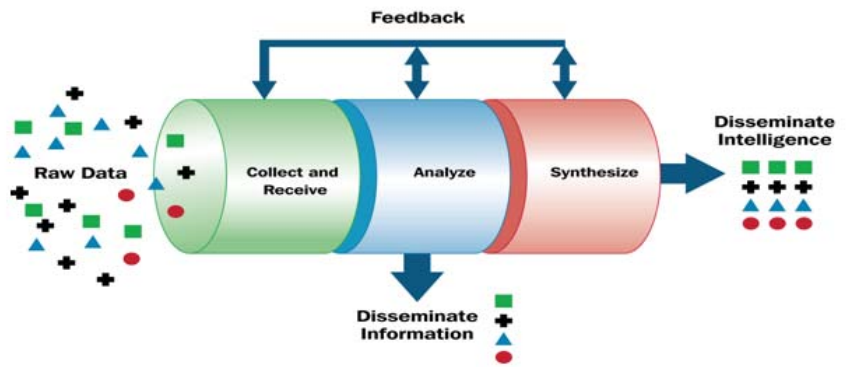 Feedback
Disseminate
Intelligence
Raw Data
Collect and
Receive
Analyze
Synthesize
Disseminate
Information